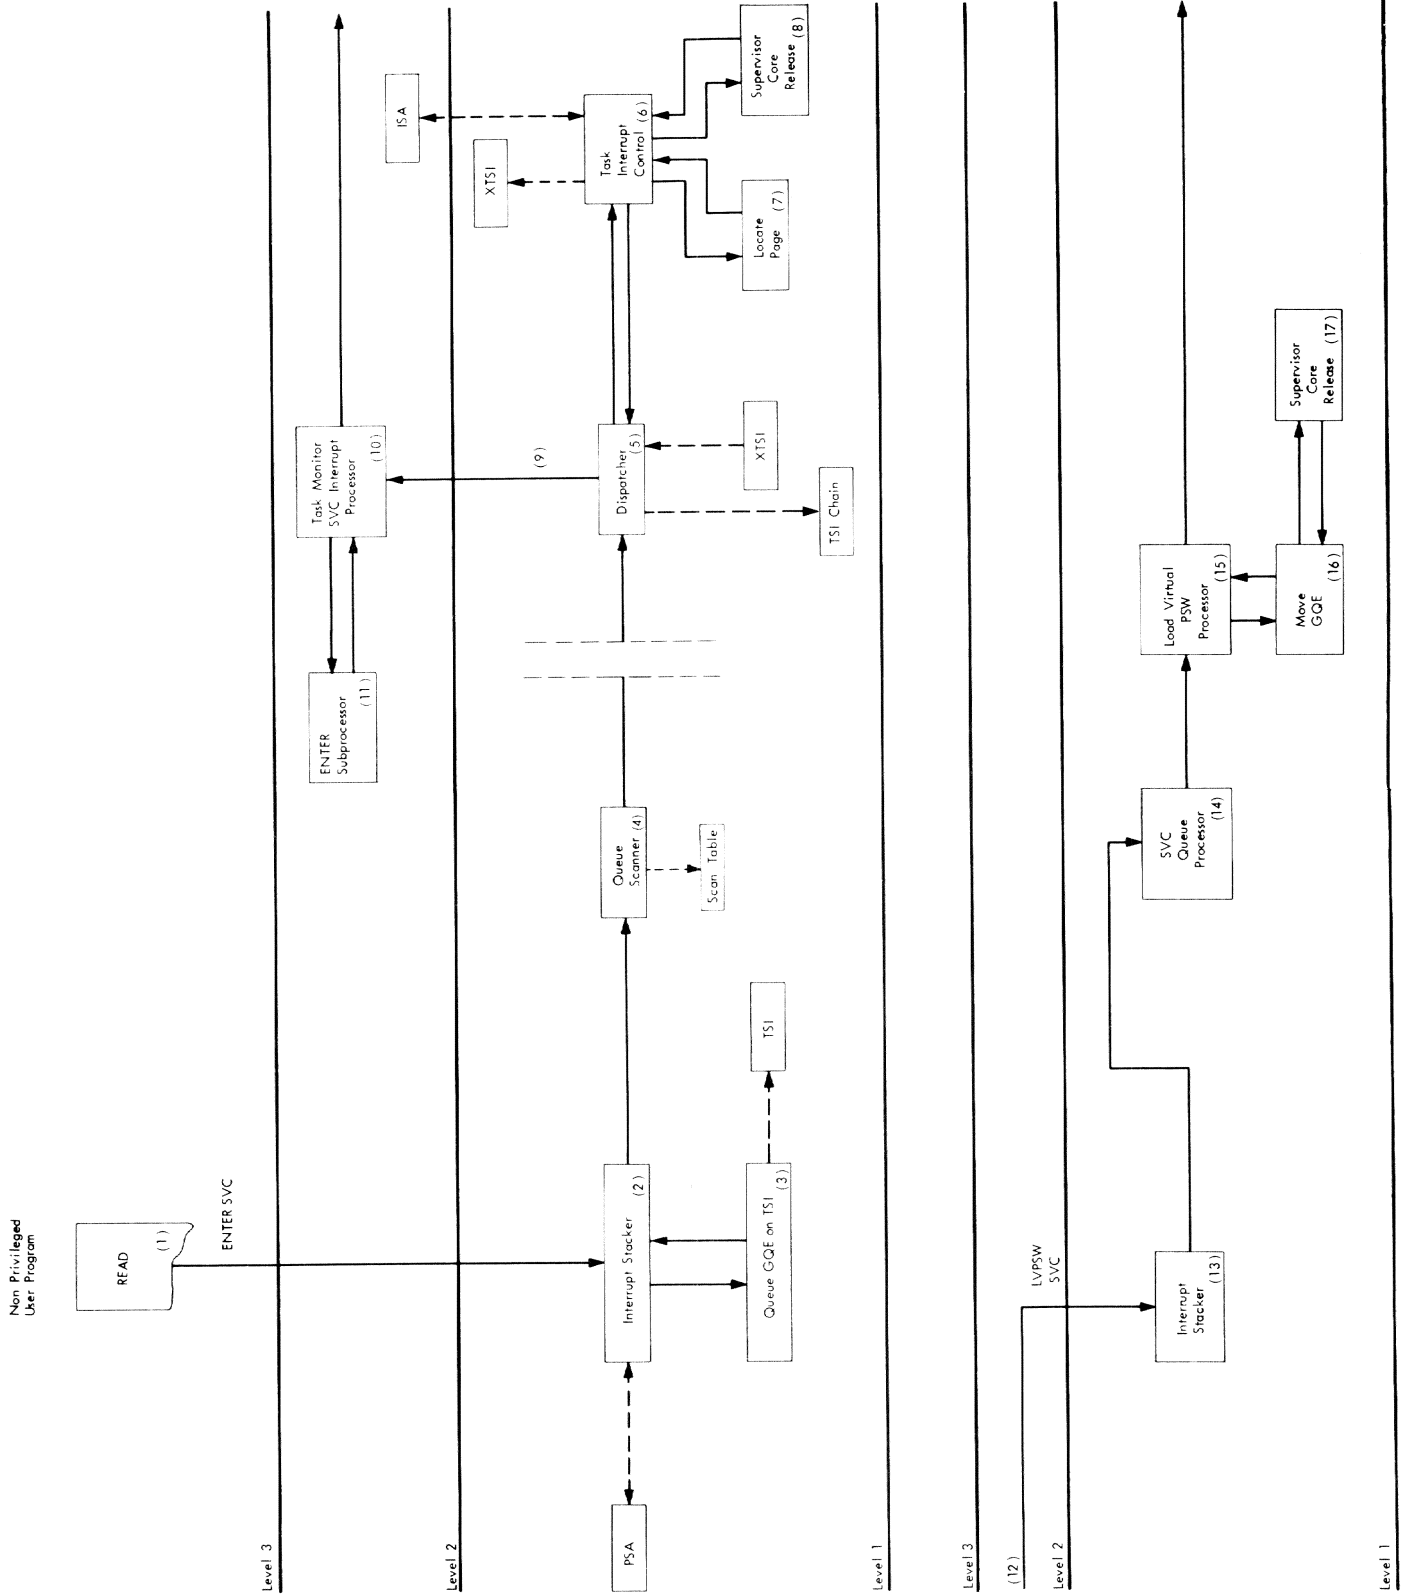 Non Privileged
User Program
READ
(1)
ENTER SVC
Level 3
ENTER
Subprocessor
(11)
Task Monitor
SVC Interrupt
Processor
(10)
ISA
Level 2
PSA
Interrupt Stacker
(2)
Queue GQE on TSI
(3)
TSI
Queue
Scanner (4)
Scan Table
Dispatcher
(5)
(9)
XTSI
TSI Chain
XTSI
Task
Interrupt
Control (6)
Locate
Page (7)
Supervisor
Core
Release (8)
Level 1
Level 3
(12)
LVPSW
SVC
Level 2
Interrupt
Stacker
(13)
SVC
Queue
Processor
(14)
Load Virtual
PSW
Processor
(15)
Move
GQE
(16)
Supervisor
Core
Release (17)
Level 1